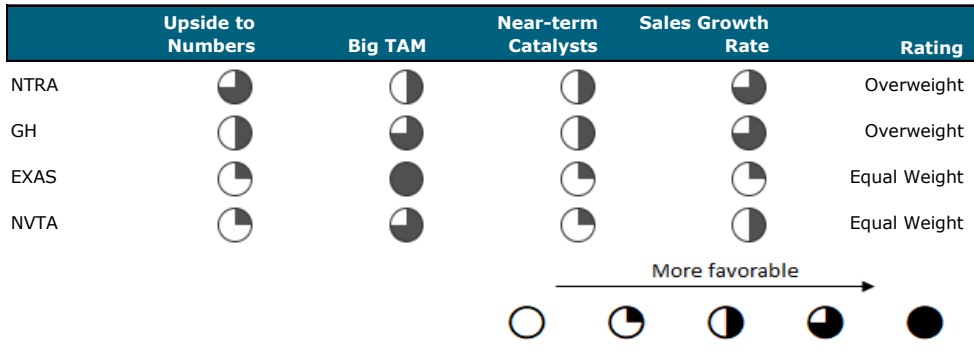 Upside to Numbers Big TAM Near-term Catalysts Sales Growth Rate Rating
NTRA Overweight
GH Overweight
EXAS Equal Weight
NVTA Equal Weight
More favorable